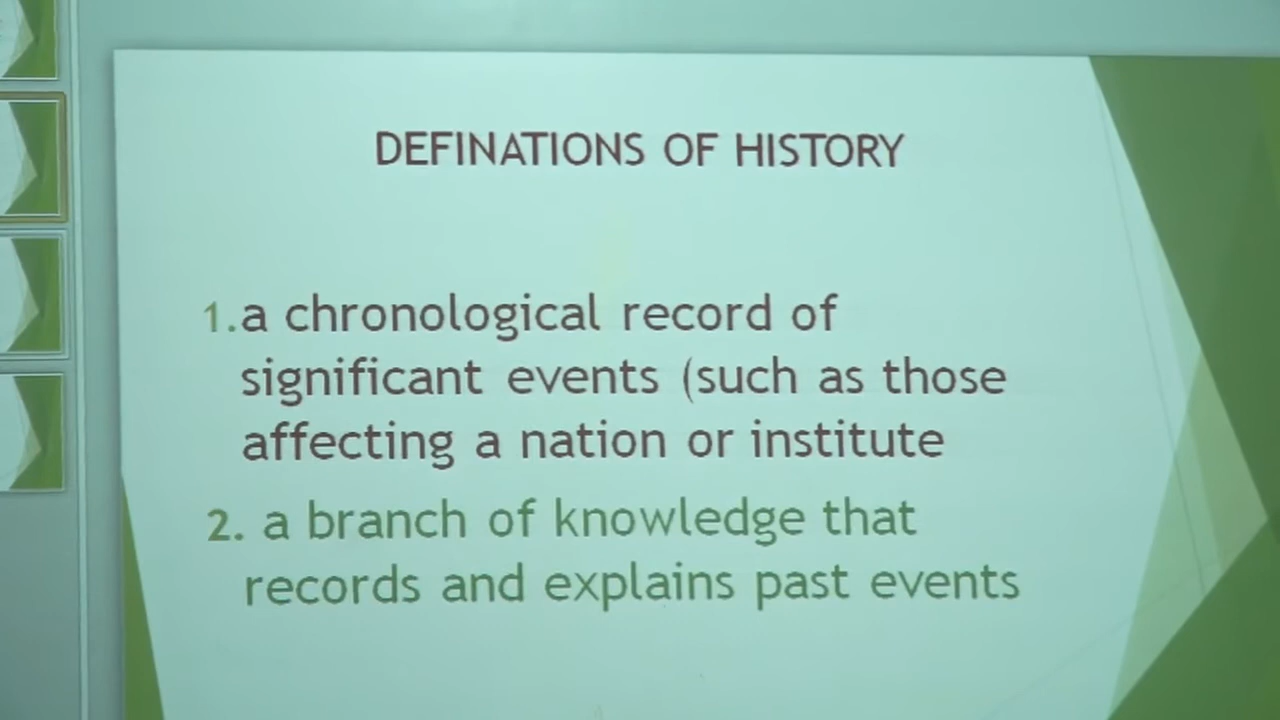 DEFINATIONS OF HISTORY
1.a chronological record of
significant events (such as those
affecting a nation or institute
2. a branch of knowledge that
records and explains past events